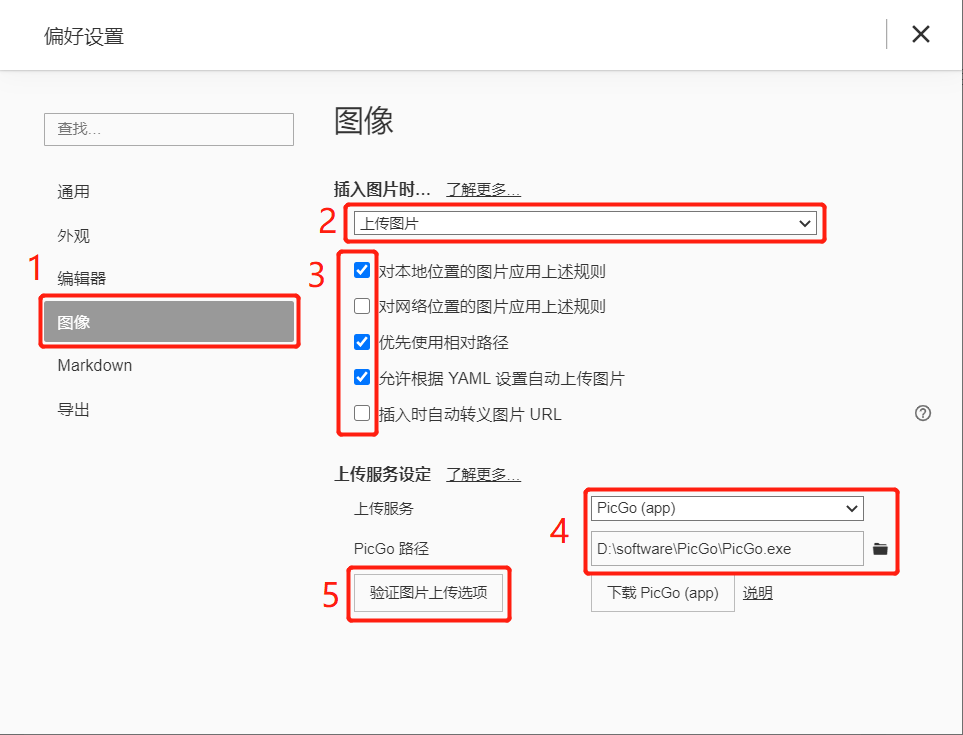 偏好设置
查找...
图像
插入图片时... 了解更多...
通用
2 上传图片
外观
1
编辑器
3 对本地位置的图片应用上述规则
对网络位置的图片应用上述规则
图像
优先使用相对路径
Markdown
允许根据 YAML 设置自动上传图片
导出
插入时自动转义图片 URL
上传服务设定 了解更多...
上传服务 PicGo (app)
4
PicGo 路径 D:\software\PicGo\PicGo.exe
5 验证图片上传选项 下载 PicGo (app) 说明